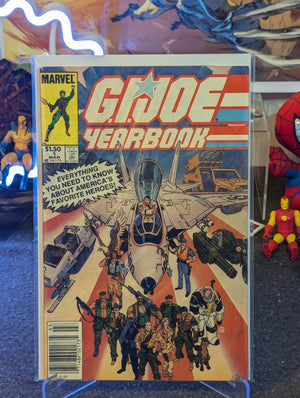 MARVEL
G.I. JOE
YEARBOOK
$1.50
1
MAR
EVERYTHING
YOU NEED TO KNOW
ABOUT AMERICA'S
FAVORITE HEROES!